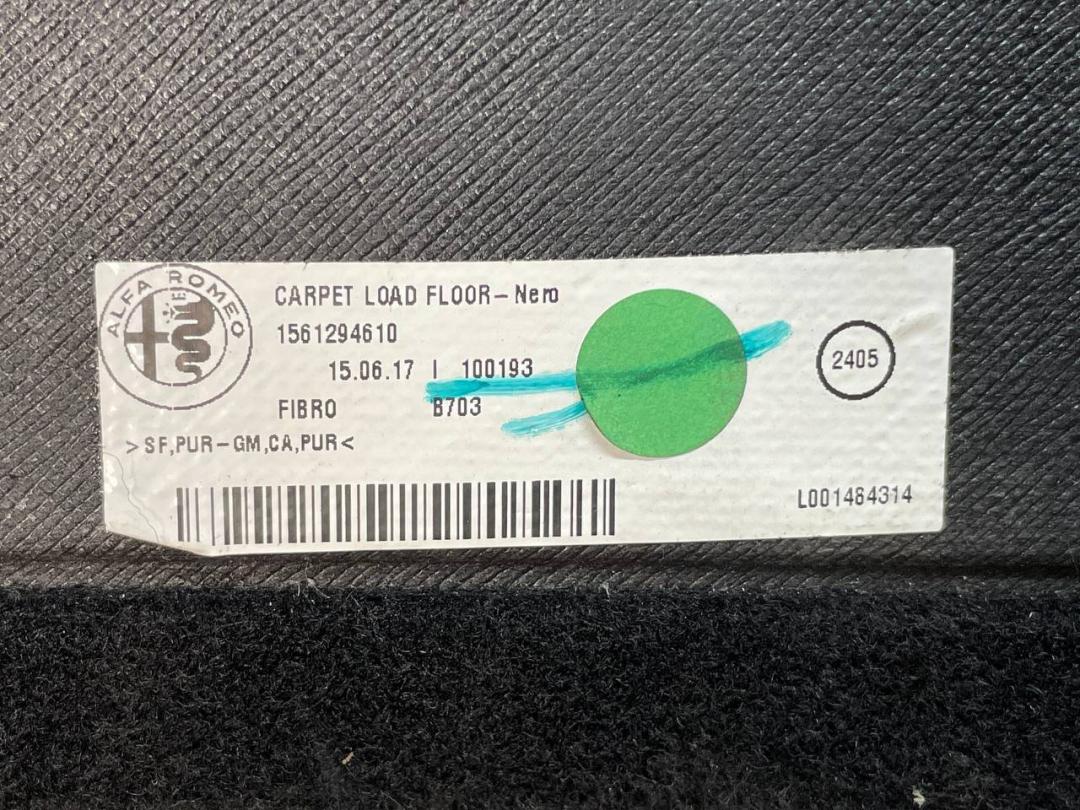 ALFA ROMEO
CARPET LOAD FLOOR-Nero
1561294610
15.06.17 | 100193
FIBRO B703
>SF,PUR-GM,CA,PUR<
2405
L001484314